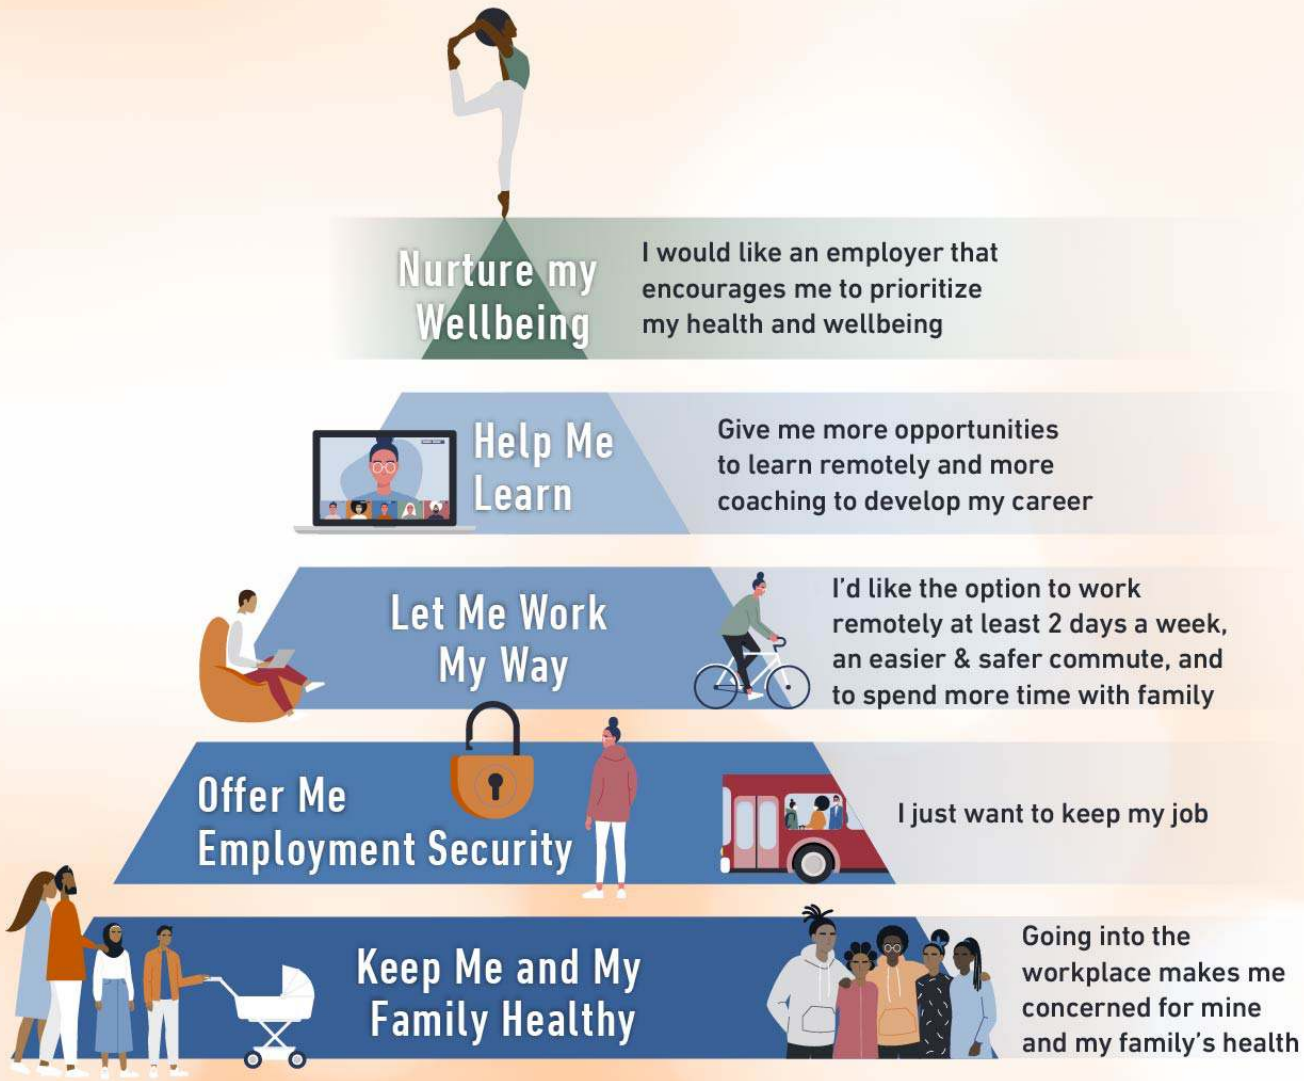 Nurture my
Wellbeing
I would like an employer that
encourages me to prioritize
my health and wellbeing
Help Me
Learn
Give me more opportunities
to learn remotely and more
coaching to develop my career
Let Me Work
My Way
I'd like the option to work
remotely at least 2 days a week,
an easier & safer commute, and
to spend more time with family
Offer Me
Employment Security
I just want to keep my job
Keep Me and My
Family Healthy
Going into the
workplace makes me
concerned for mine
and my family's health